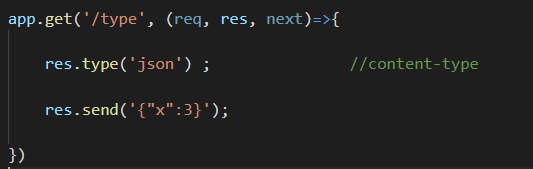 app.get('/type', (req, res, next)=>{
res.type('json') ; //content-type
res.send('{"x":3}');
})